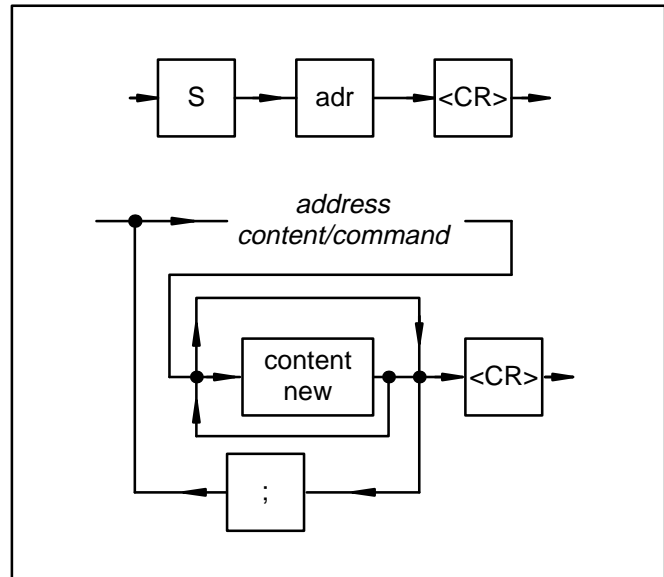 S adr <CR>
address
content/command
content
new
<CR>
;